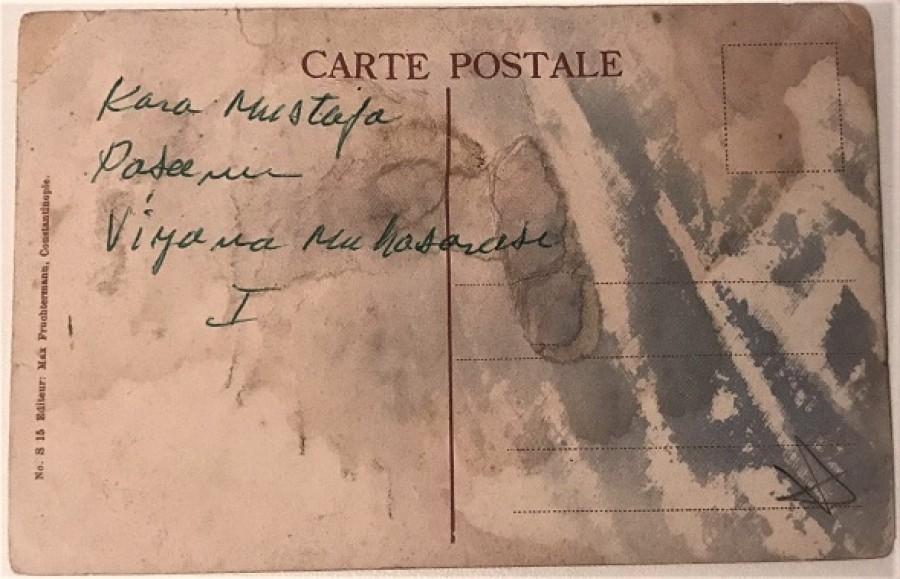 CARTE POSTALE
Kara Mustafa
Paşanın
Viyana Muhasarası
I
No. S 15 Editeur: Max Fruchtermann, Constantinople.